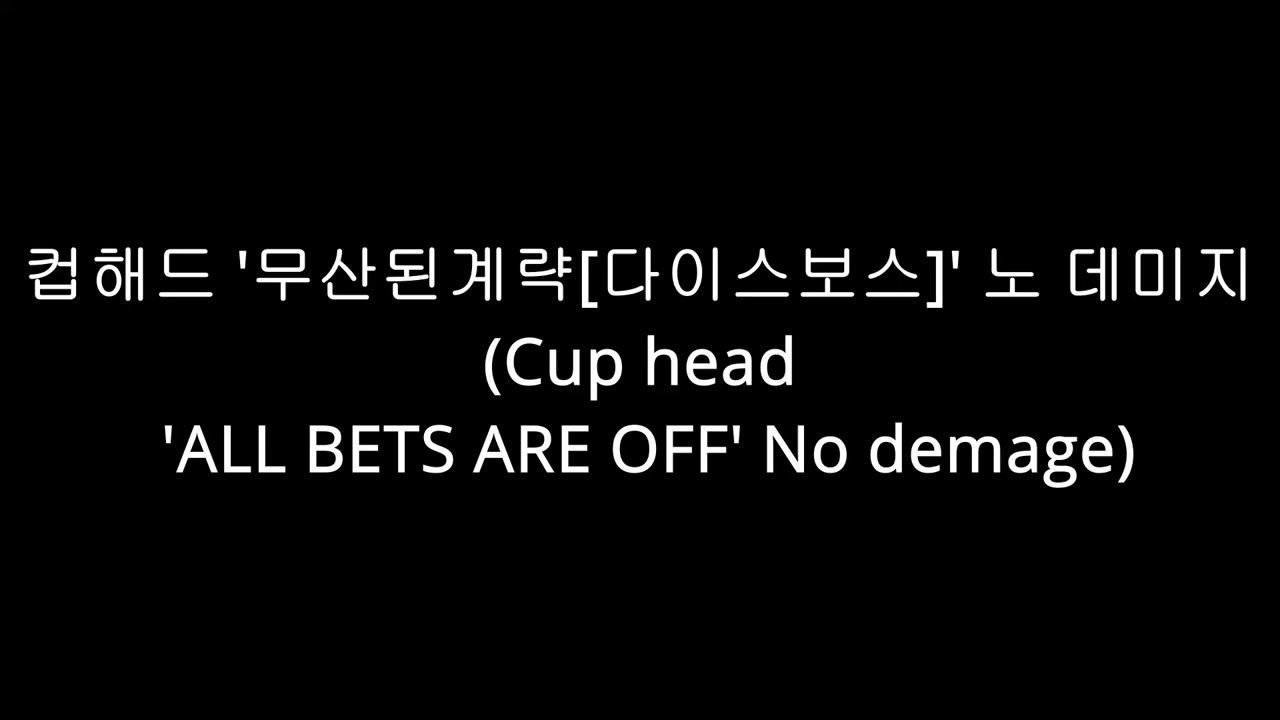 컵해드 '무산된계략[다이스보스]' 노 데미지
(Cup head
'ALL BETS ARE OFF' No demage)